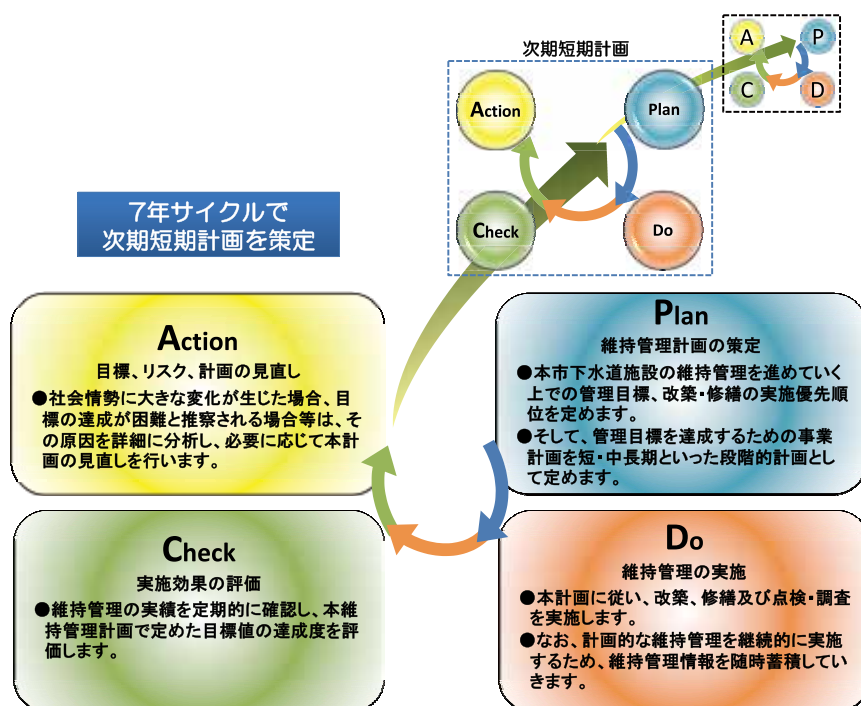 次期短期計画
A
P
C
D
Action
Plan
Check
Do
7年サイクルで
次期短期計画を策定
Action
目標、リスク、計画の見直し
●社会情勢に大きな変化が生じた場合、目
標の達成が困難と推察される場合等は、そ
の原因を詳細に分析し、必要に応じて本計
画の見直しを行います。
Plan
維持管理計画の策定
●本市下水道施設の維持管理を進めていく
上での管理目標、改築・修繕の実施優先順
位を定めます。
●そして、管理目標を達成するための事業
計画を短・中長期といった段階的計画とし
て定めます。
Check
実施効果の評価
●維持管理の実績を定期的に確認し、本維
持管理計画で定めた目標値の達成度を評
価します。
Do
維持管理の実施
●本計画に従い、改築、修繕及び点検・調査
を実施します。
●なお、計画的な維持管理を継続的に実施
するため、維持管理情報を随時蓄積してい
きます。